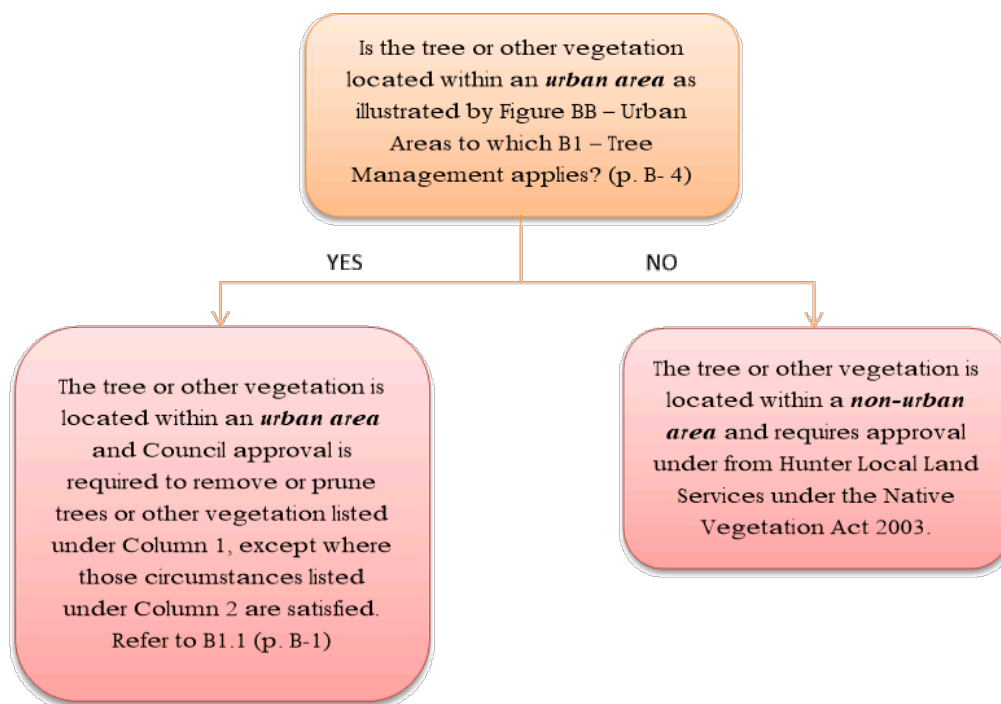 Is the tree or other vegetation
located within an urban area as
illustrated by Figure BB – Urban
Areas to which B1 – Tree
Management applies? (p. B- 4)
YES
NO
The tree or other vegetation is
located within an urban area
and Council approval is
required to remove or prune
trees or other vegetation listed
under Column 1, except where
those circumstances listed
under Column 2 are satisfied.
Refer to B1.1 (p. B-1)
The tree or other vegetation is
located within a non-urban
area and requires approval
under from Hunter Local Land
Services under the Native
Vegetation Act 2003.